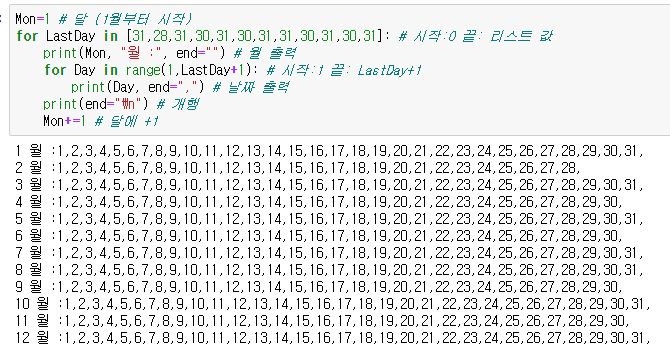 Mon=1 # 달 (1월부터 시작)
for LastDay in [31,28,31,30,31,30,31,31,30,31,30,31]: # 시작:0 끝: 리스트 값
    print(Mon, "월 :", end="") # 월 출력
    for Day in range(1,LastDay+1): # 시작:1 끝: LastDay+1
        print(Day, end=",") # 날짜 출력
    print(end="₩n") # 개행
    Mon+=1 # 달에 +1
1 월 :1,2,3,4,5,6,7,8,9,10,11,12,13,14,15,16,17,18,19,20,21,22,23,24,25,26,27,28,29,30,31,
2 월 :1,2,3,4,5,6,7,8,9,10,11,12,13,14,15,16,17,18,19,20,21,22,23,24,25,26,27,28,
3 월 :1,2,3,4,5,6,7,8,9,10,11,12,13,14,15,16,17,18,19,20,21,22,23,24,25,26,27,28,29,30,31,
4 월 :1,2,3,4,5,6,7,8,9,10,11,12,13,14,15,16,17,18,19,20,21,22,23,24,25,26,27,28,29,30,
5 월 :1,2,3,4,5,6,7,8,9,10,11,12,13,14,15,16,17,18,19,20,21,22,23,24,25,26,27,28,29,30,31,
6 월 :1,2,3,4,5,6,7,8,9,10,11,12,13,14,15,16,17,18,19,20,21,22,23,24,25,26,27,28,29,30,
7 월 :1,2,3,4,5,6,7,8,9,10,11,12,13,14,15,16,17,18,19,20,21,22,23,24,25,26,27,28,29,30,31,
8 월 :1,2,3,4,5,6,7,8,9,10,11,12,13,14,15,16,17,18,19,20,21,22,23,24,25,26,27,28,29,30,31,
9 월 :1,2,3,4,5,6,7,8,9,10,11,12,13,14,15,16,17,18,19,20,21,22,23,24,25,26,27,28,29,30,
10 월 :1,2,3,4,5,6,7,8,9,10,11,12,13,14,15,16,17,18,19,20,21,22,23,24,25,26,27,28,29,30,31,
11 월 :1,2,3,4,5,6,7,8,9,10,11,12,13,14,15,16,17,18,19,20,21,22,23,24,25,26,27,28,29,30,
12 월 :1,2,3,4,5,6,7,8,9,10,11,12,13,14,15,16,17,18,19,20,21,22,23,24,25,26,27,28,29,30,31,